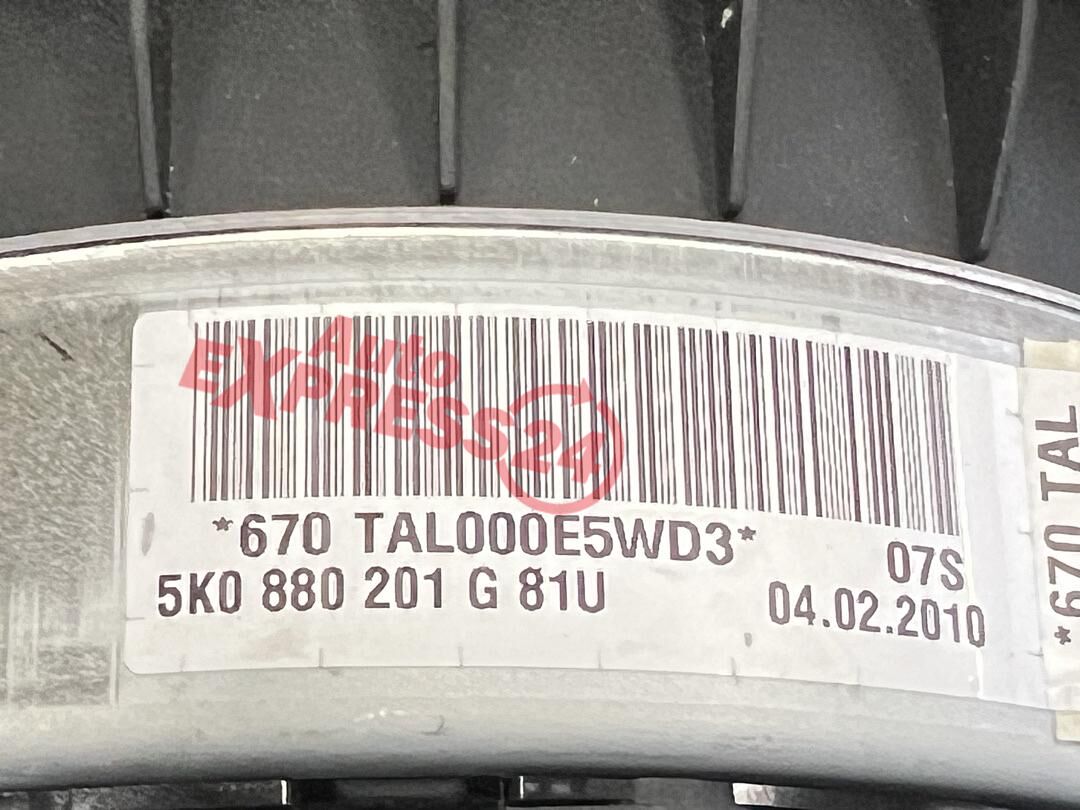 Auto
EXPRESS24
*670 TAL000E5WD3*
07S
5K0 880 201 G 81U
04.02.2010
*670 TAL